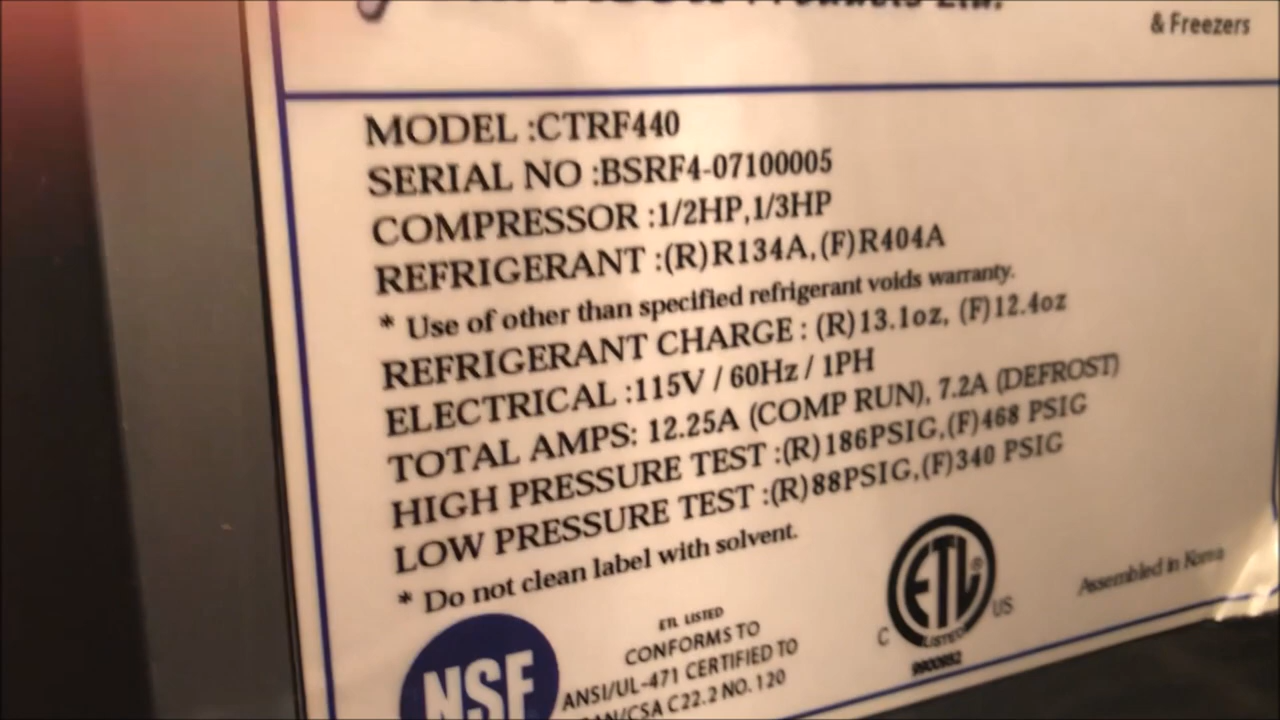 Products Ltd.
& Freezers
MODEL :CTRF440
SERIAL NO :BSRF4-07100005
COMPRESSOR :1/2HP,1/3HP
REFRIGERANT :(R)R134A,(F)R404A
* Use of other than specified refrigerant voids warranty.
REFRIGERANT CHARGE : (R)13.1oz, (F)12.4oz
ELECTRICAL :115V / 60Hz / 1PH
TOTAL AMPS: 12.25A (COMP RUN), 7.2A (DEFROST)
HIGH PRESSURE TEST :(R)186PSIG,(F)468 PSIG
LOW PRESSURE TEST :(R)88PSIG,(F)340 PSIG
* Do not clean label with solvent.
Assembled in Korea
ETL LISTED
CONFORMS TO
ANSI/UL-471 CERTIFIED TO
CAN/CSA C22.2 NO. 120
NSF
ETL ®
C US
LISTED